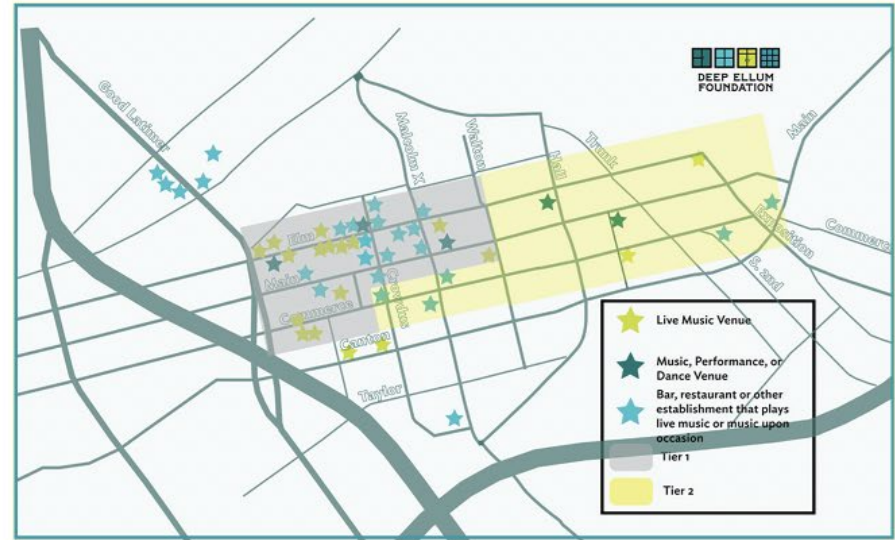 DEEP ELLUM
FOUNDATION
Good Latimer
Malcolm X
Walton
Hall
Trunk
Main
Elm
Main
Commerce
Canton
Crowdus
Taylor
Exposition
Commerc
S. 2nd
Live Music Venue
Music, Performance, or
Dance Venue
Bar, restaurant or other
establishment that plays
live music or music upon
occasion
Tier 1
Tier 2